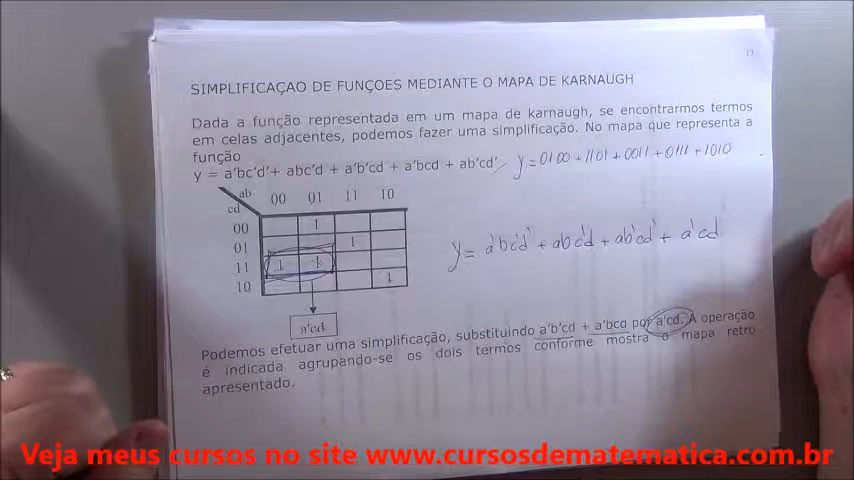 SIMPLIFICAÇAO DE FUNÇOES MEDIANTE O MAPA DE KARNAUGH
Dada a função representada em um mapa de karnaugh, se encontrarmos termos
em celas adjacentes, podemos fazer uma simplificação. No mapa que representa a
função
y = a'bc'd'+ abc'd + a'b'cd + a'bcd + ab'cd' y = 0100 + 1101 + 0011 + 0111 + 1010
ab 00 01 11 10
cd
00 1
01 1
11 1 1
10 1
y = a'bc'd' + abc'd + ab'cd' + a'cd
a'cd
Podemos efetuar uma simplificação, substituindo a'b'cd + a'bcd por a'cd. A operação
é indicada agrupando-se os dois termos conforme mostra o mapa retro
apresentado.
Veja meus cursos no site www.cursosdematematica.com.br